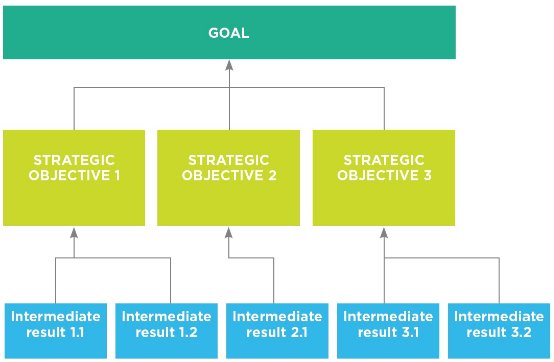 GOAL
STRATEGIC
OBJECTIVE 1
STRATEGIC
OBJECTIVE 2
STRATEGIC
OBJECTIVE 3
Intermediate
result 1.1
Intermediate
result 1.2
Intermediate
result 2.1
Intermediate
result 3.1
Intermediate
result 3.2